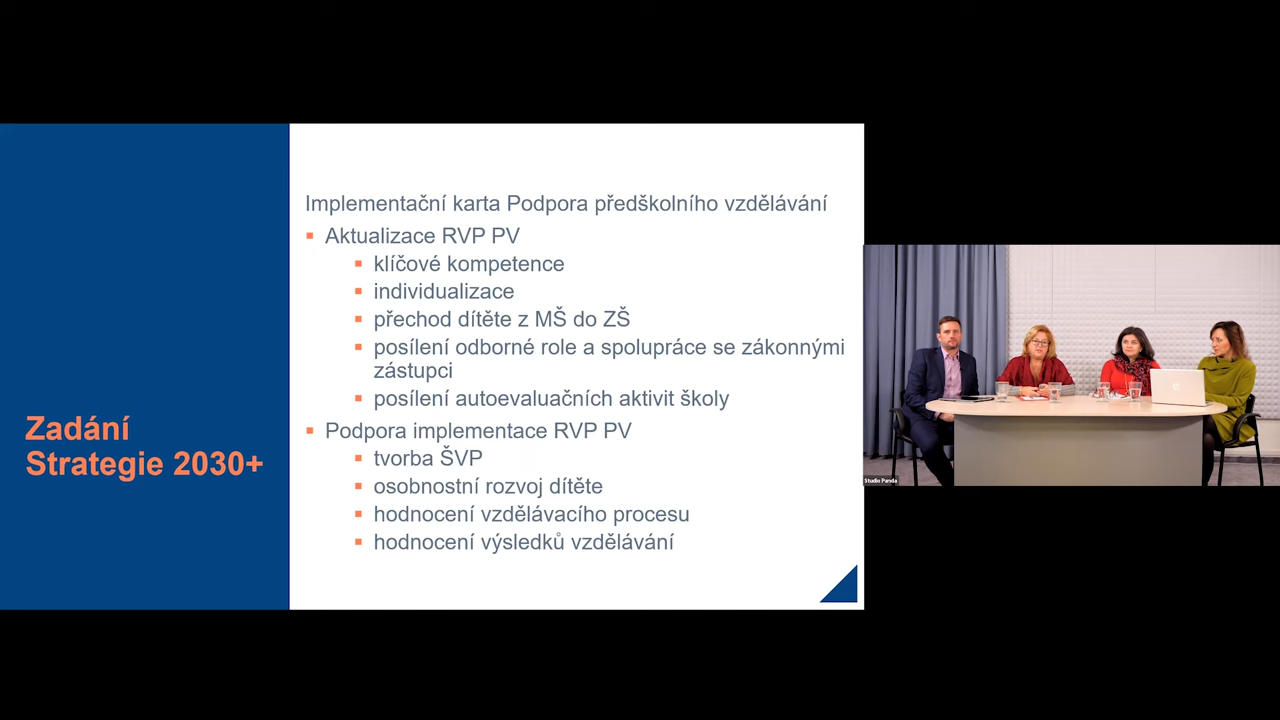 Zadání
Strategie 2030+
Implementační karta Podpora předškolního vzdělávání
Aktualizace RVP PV
klíčové kompetence
individualizace
přechod dítěte z MŠ do ZŠ
posílení odborné role a spolupráce se zákonnými
zástupci
posílení autoevaluačních aktivit školy
Podpora implementace RVP PV
tvorba ŠVP
osobnostní rozvoj dítěte
hodnocení vzdělávacího procesu
hodnocení výsledků vzdělávání
Studio Panda